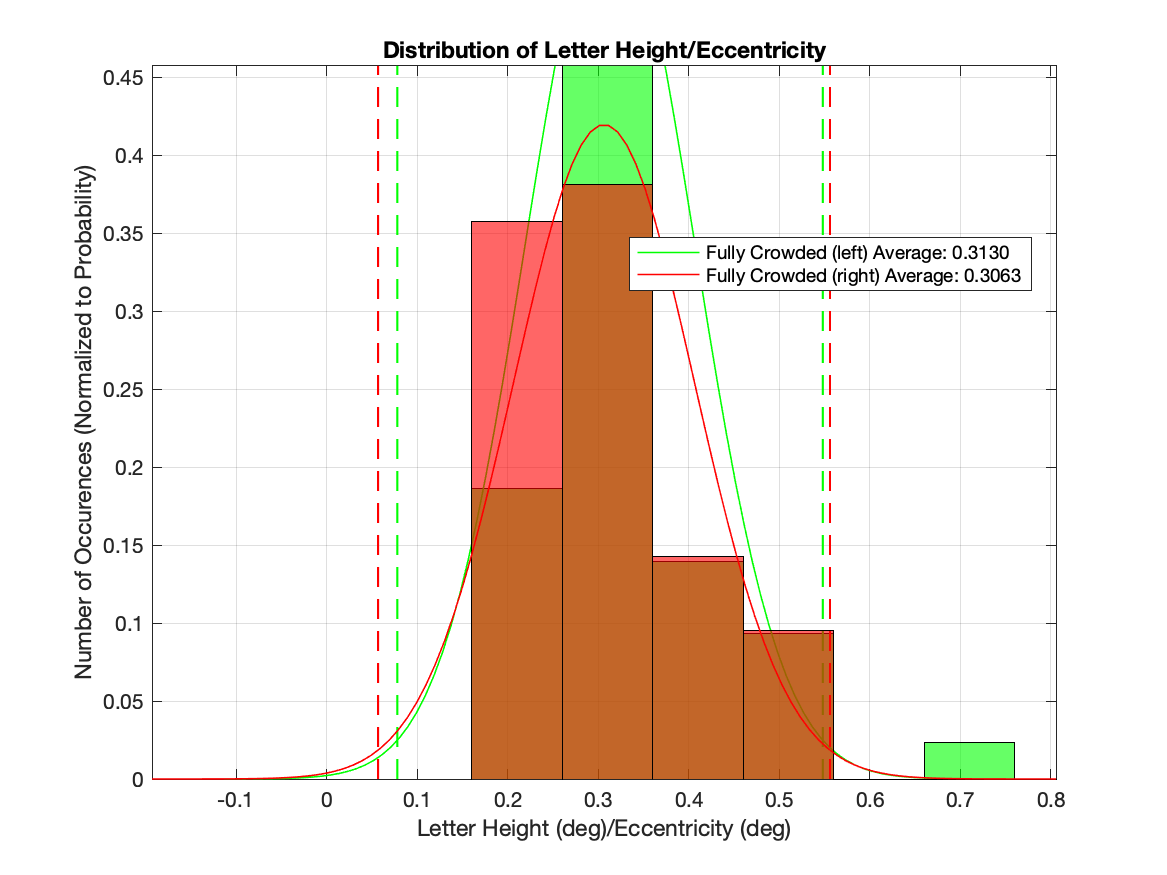 Distribution of Letter Height/Eccentricity
Number of Occurences (Normalized to Probability)
0.45
0.4
0.35
0.3
0.25
0.2
0.15
0.1
0.05
0
Fully Crowded (left) Average: 0.3130
Fully Crowded (right) Average: 0.3063
-0.1 0 0.1 0.2 0.3 0.4 0.5 0.6 0.7 0.8
Letter Height (deg)/Eccentricity (deg)